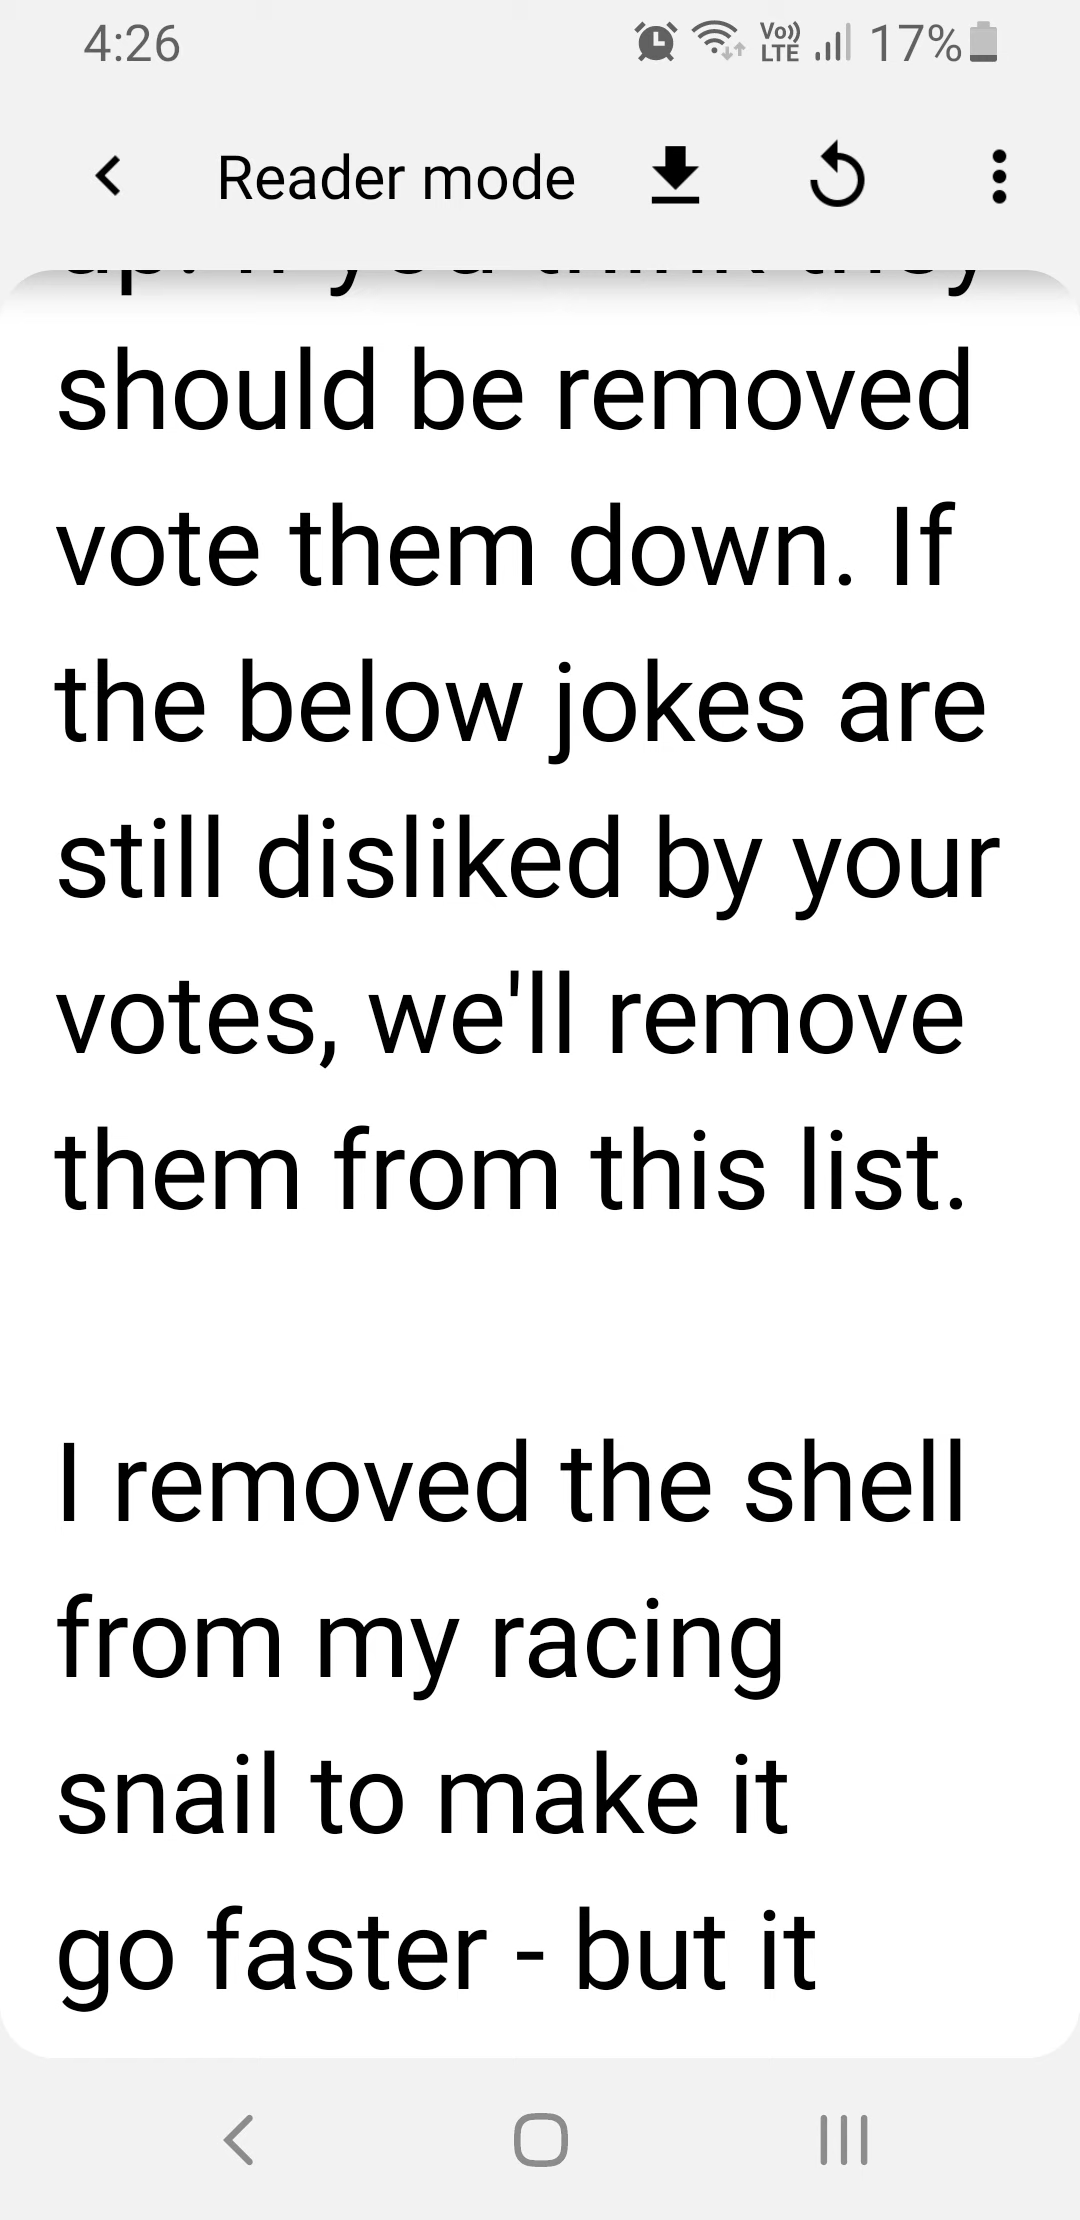 4:26
Vo)) LTE
17%
Reader mode
should be removed
vote them down. If
the below jokes are
still disliked by your
votes, we'll remove
them from this list.
I removed the shell
from my racing
snail to make it
go faster - but it